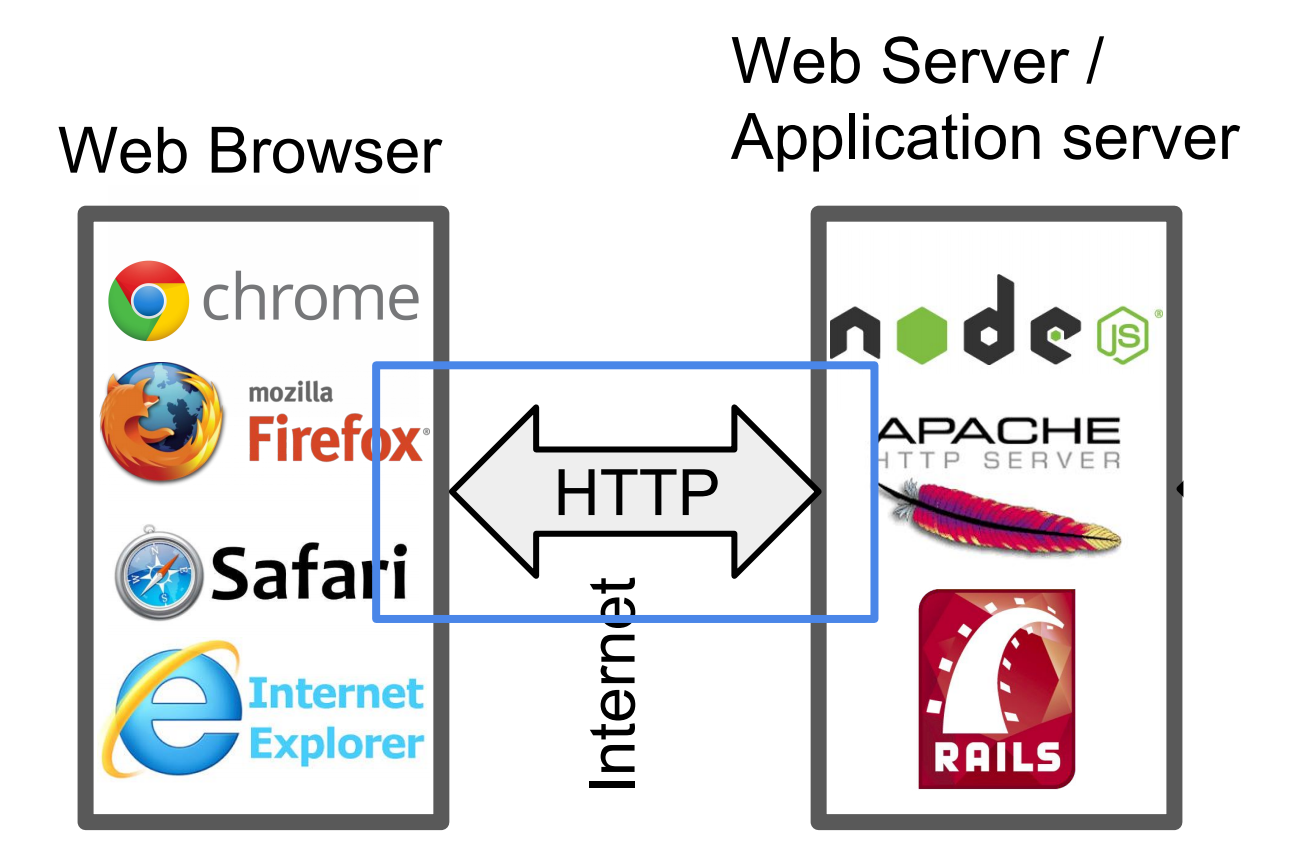 Web Browser
chrome
mozilla
Firefox®
Safari
Internet
Explorer
HTTP
Internet
Web Server /
Application server
node JS®
APACHE
HTTP SERVER
RAILS